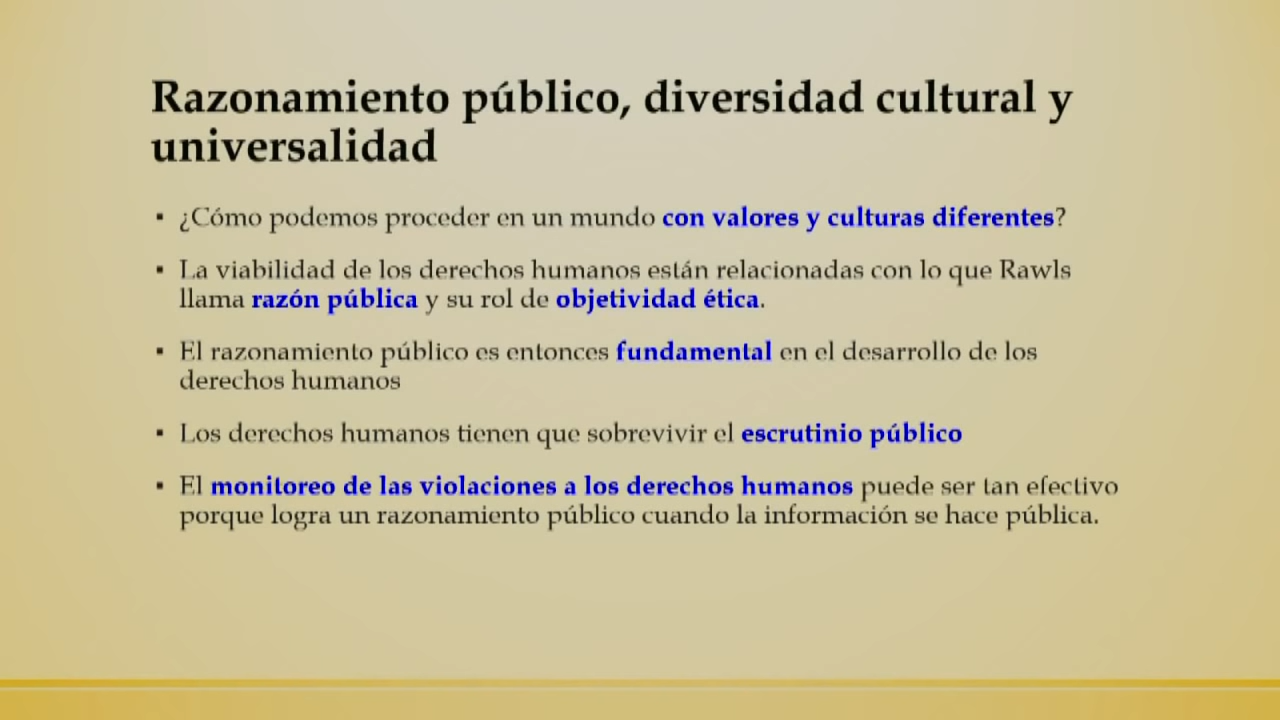 Razonamiento público, diversidad cultural y
universalidad
▪ ¿Cómo podemos proceder en un mundo con valores y culturas diferentes?
▪ La viabilidad de los derechos humanos están relacionadas con lo que Rawls
llama razón pública y su rol de objetividad ética.
▪ El razonamiento público es entonces fundamental en el desarrollo de los
derechos humanos
▪ Los derechos humanos tienen que sobrevivir el escrutinio público
▪ El monitoreo de las violaciones a los derechos humanos puede ser tan efectivo
porque logra un razonamiento público cuando la información se hace pública.